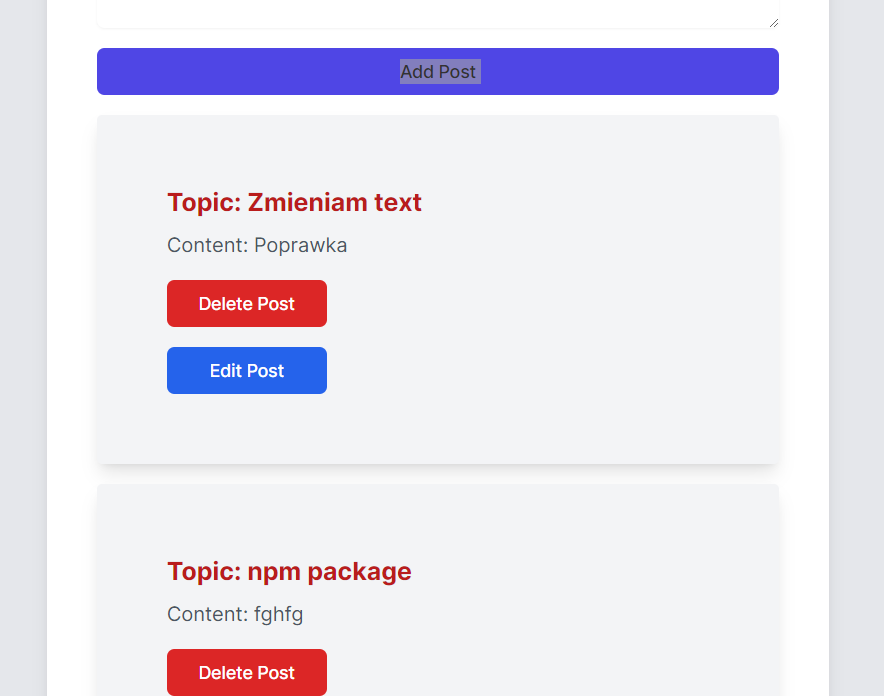 Add Post
Topic: Zmieniam text
Content: Poprawka
Delete Post
Edit Post
Topic: npm package
Content: fghfg
Delete Post